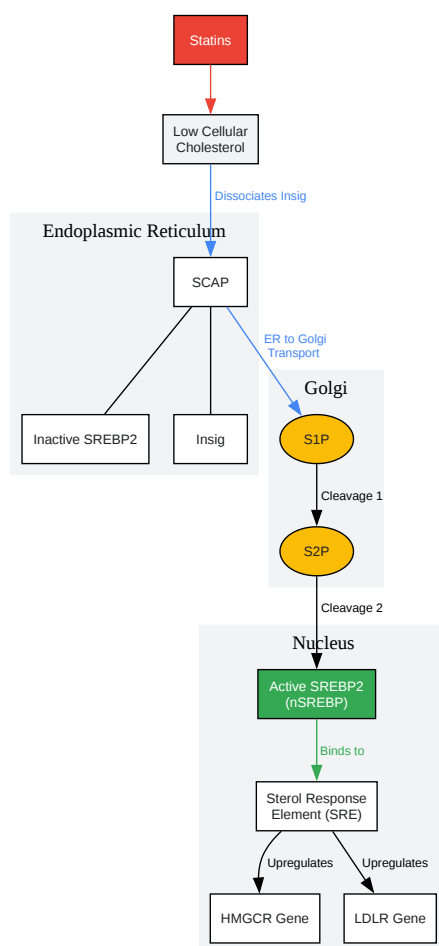 Statins
Low Cellular
Cholesterol
Dissociates Insig
Endoplasmic Reticulum
SCAP
ER to Golgi
Transport
Golgi
Inactive SREBP2
Insig
S1P
Cleavage 1
S2P
Cleavage 2
Nucleus
Active SREBP2
(nSREBP)
Binds to
Sterol Response
Element (SRE)
Upregulates
Upregulates
HMGCR Gene
LDLR Gene